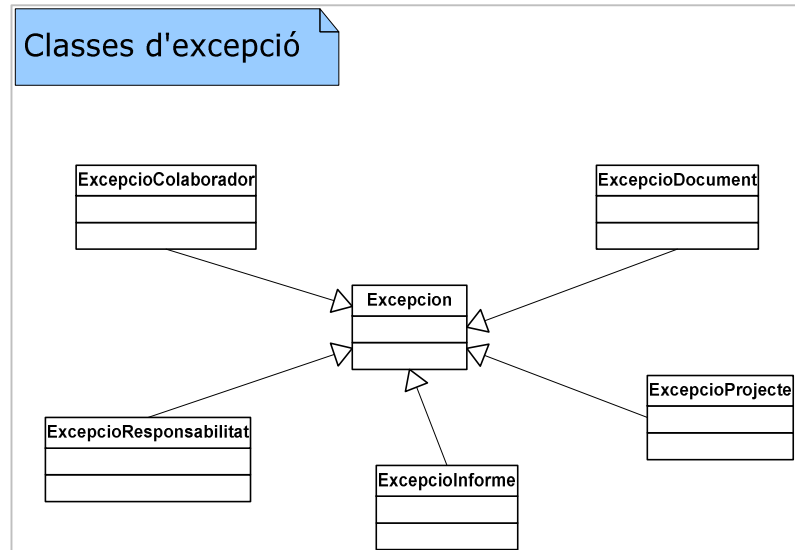 Classes d'excepció
ExcepcioColaborador
ExcepcioDocument
Excepcion
ExcepcioProjecte
ExcepcioResponsabilitat
ExcepcioInforme